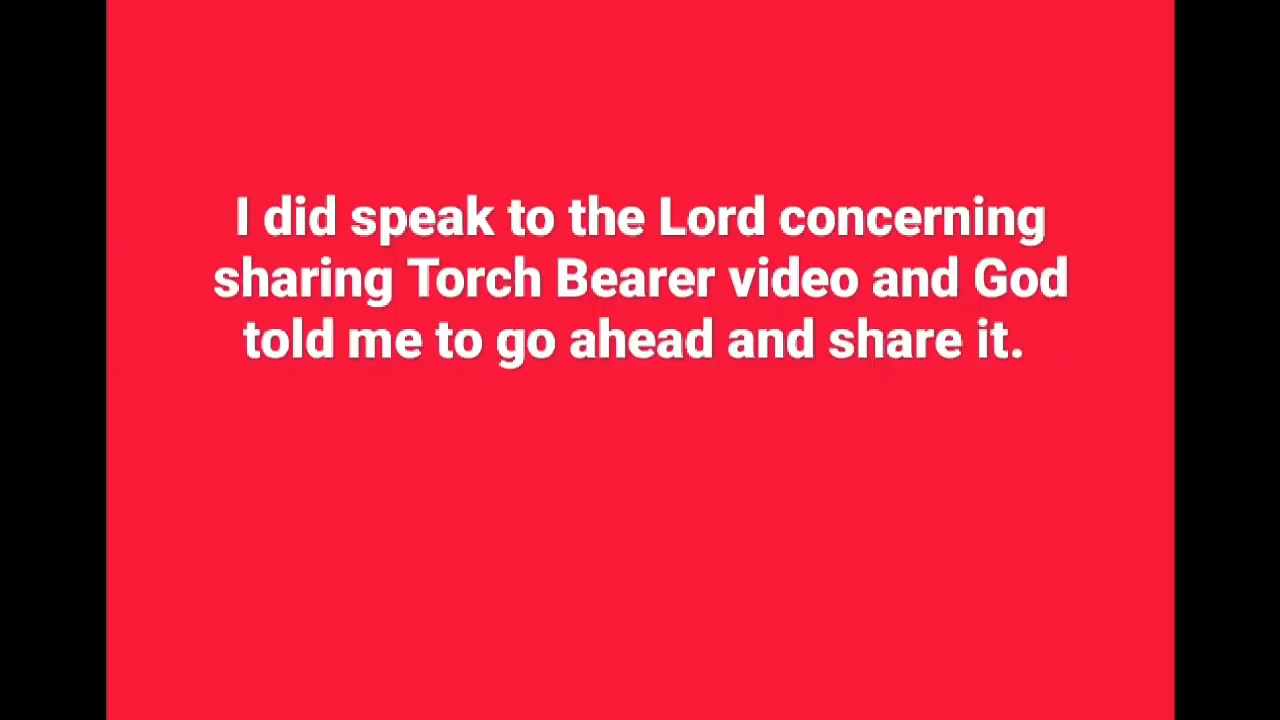 I did speak to the Lord concerning
sharing Torch Bearer video and God
told me to go ahead and share it.